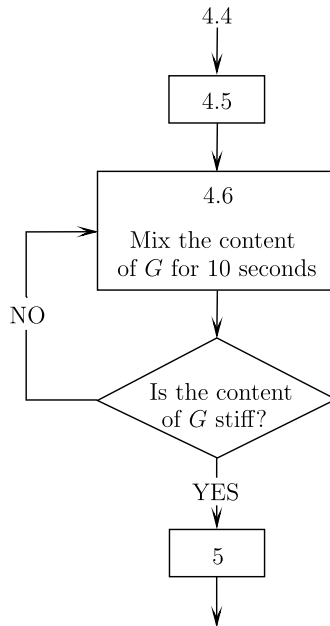 4.4
4.5
4.6
Mix the content
of G for 10 seconds
NO
Is the content
of G stiff?
YES
5